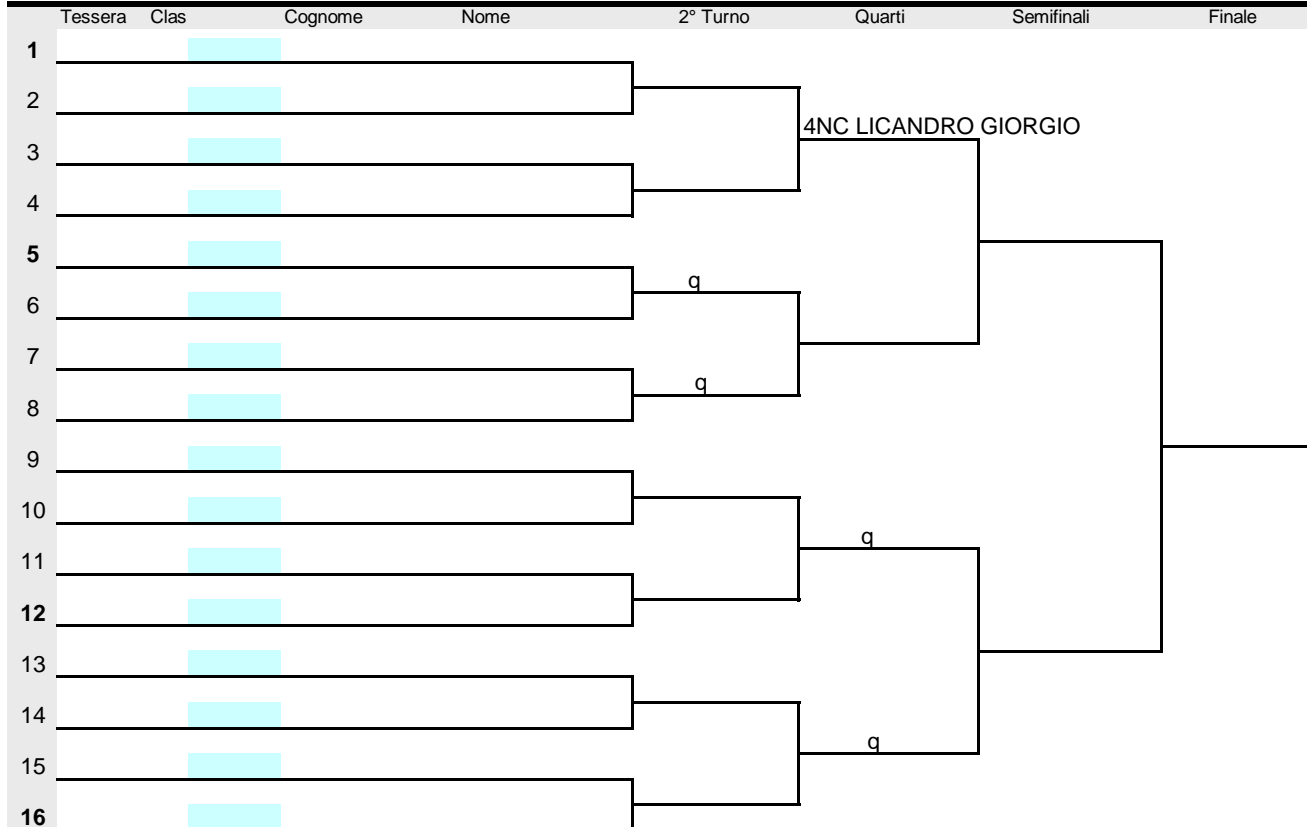 Tessera Clas Cognome Nome 2° Turno Quarti Semifinali Finale
1
2
4NC LICANDRO GIORGIO
3
4
5
q
6
7
q
8
9
10
q
11
12
13
14
q
15
16